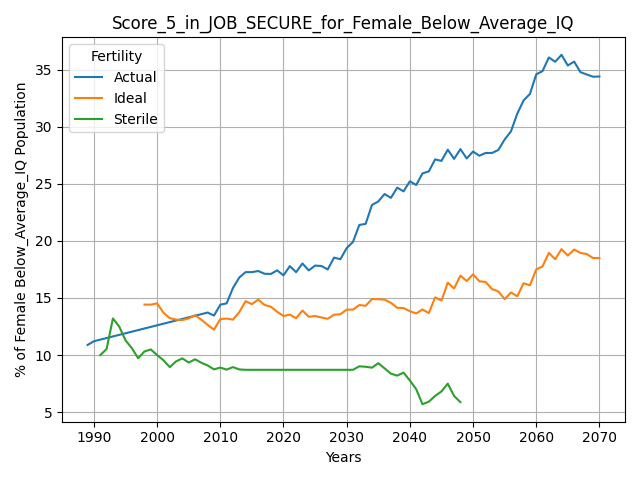 Score_5_in_JOB_SECURE_for_Female_Below_Average_IQ
Fertility
Actual
Ideal
Sterile
% of Female Below_Average_IQ Population
35
30
25
20
15
10
5
1990 2000 2010 2020 2030 2040 2050 2060 2070
Years